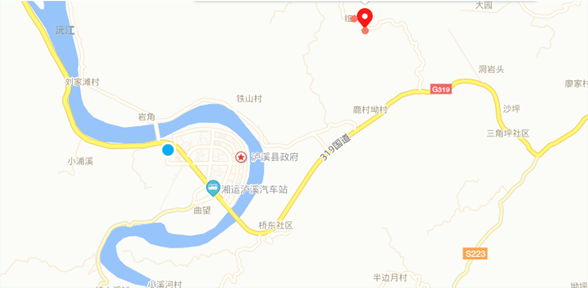 大园
沅江
洞岩头
刘家滩村
G319
廖家
铁山村
鹿村坳村
沙坪
岩角
三角坪社区
319国道
小浦溪
泸溪县政府
湘运泸溪汽车站
曲望
桥东社区
S223
半边月村
小溪河村